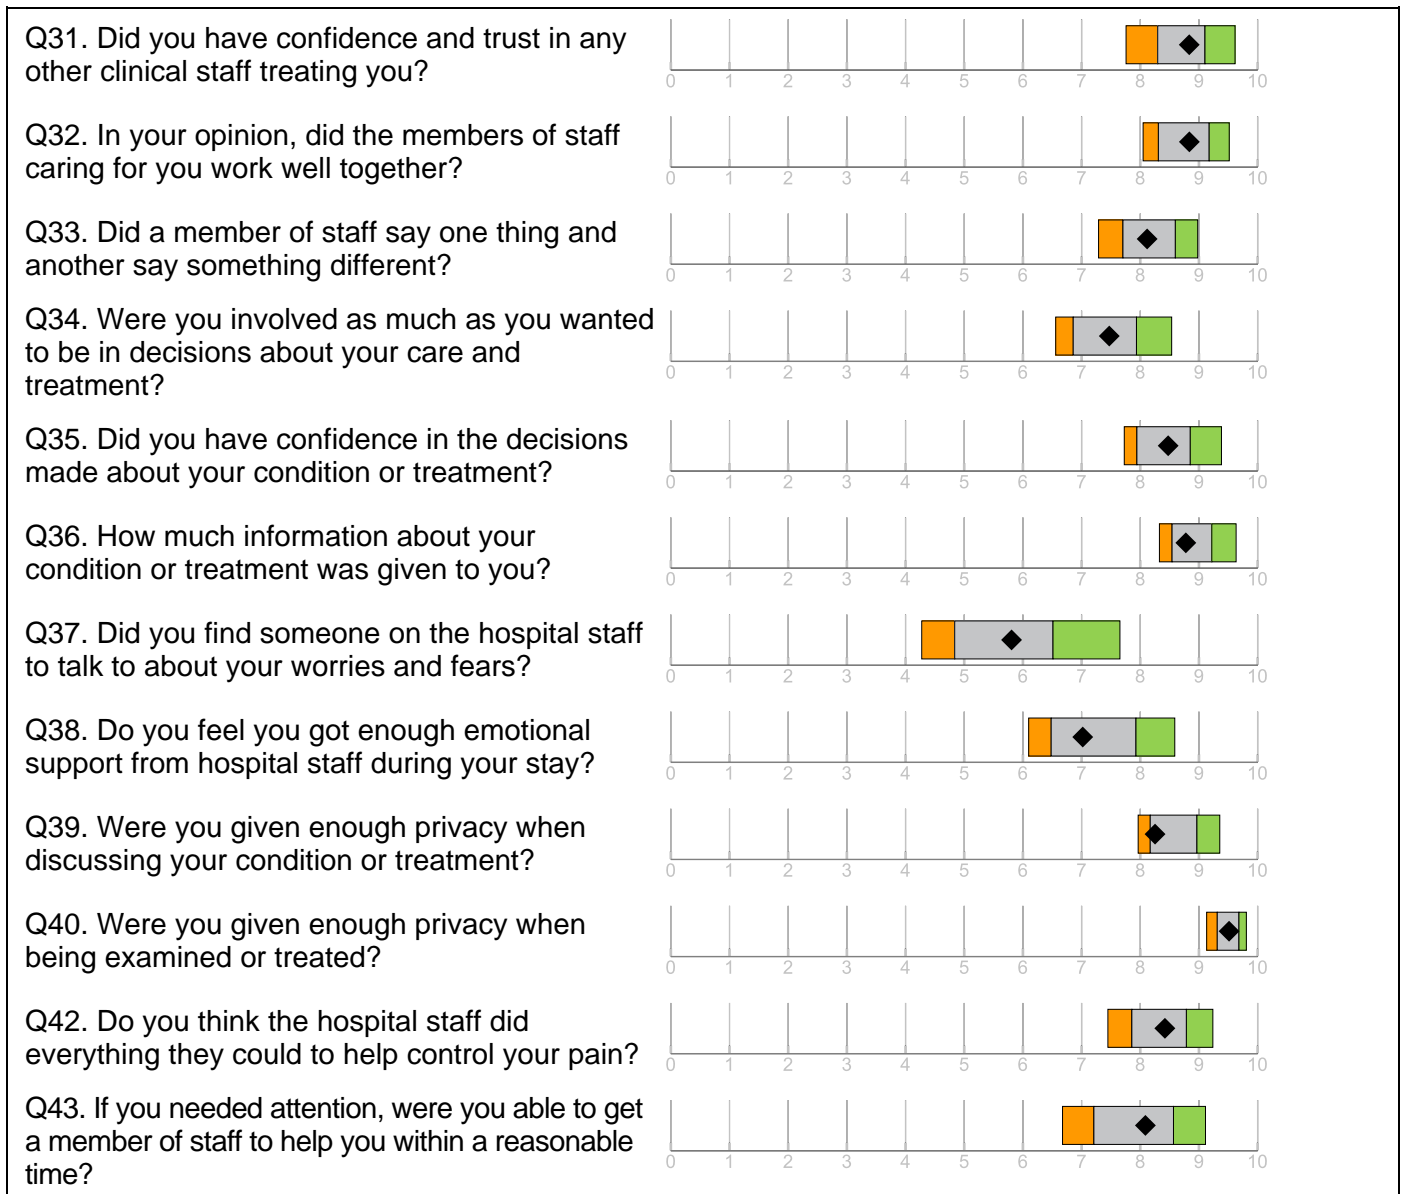 Q31. Did you have confidence and trust in any
other clinical staff treating you?
0 1 2 3 4 5 6 7 8 9 10
Q32. In your opinion, did the members of staff
caring for you work well together?
0 1 2 3 4 5 6 7 8 9 10
Q33. Did a member of staff say one thing and
another say something different?
0 1 2 3 4 5 6 7 8 9 10
Q34. Were you involved as much as you wanted
to be in decisions about your care and
treatment?
0 1 2 3 4 5 6 7 8 9 10
Q35. Did you have confidence in the decisions
made about your condition or treatment?
0 1 2 3 4 5 6 7 8 9 10
Q36. How much information about your
condition or treatment was given to you?
0 1 2 3 4 5 6 7 8 9 10
Q37. Did you find someone on the hospital staff
to talk to about your worries and fears?
0 1 2 3 4 5 6 7 8 9 10
Q38. Do you feel you got enough emotional
support from hospital staff during your stay?
0 1 2 3 4 5 6 7 8 9 10
Q39. Were you given enough privacy when
discussing your condition or treatment?
0 1 2 3 4 5 6 7 8 9 10
Q40. Were you given enough privacy when
being examined or treated?
0 1 2 3 4 5 6 7 8 9 10
Q42. Do you think the hospital staff did
everything they could to help control your pain?
0 1 2 3 4 5 6 7 8 9 10
Q43. If you needed attention, were you able to get
a member of staff to help you within a reasonable
time?
0 1 2 3 4 5 6 7 8 9 10